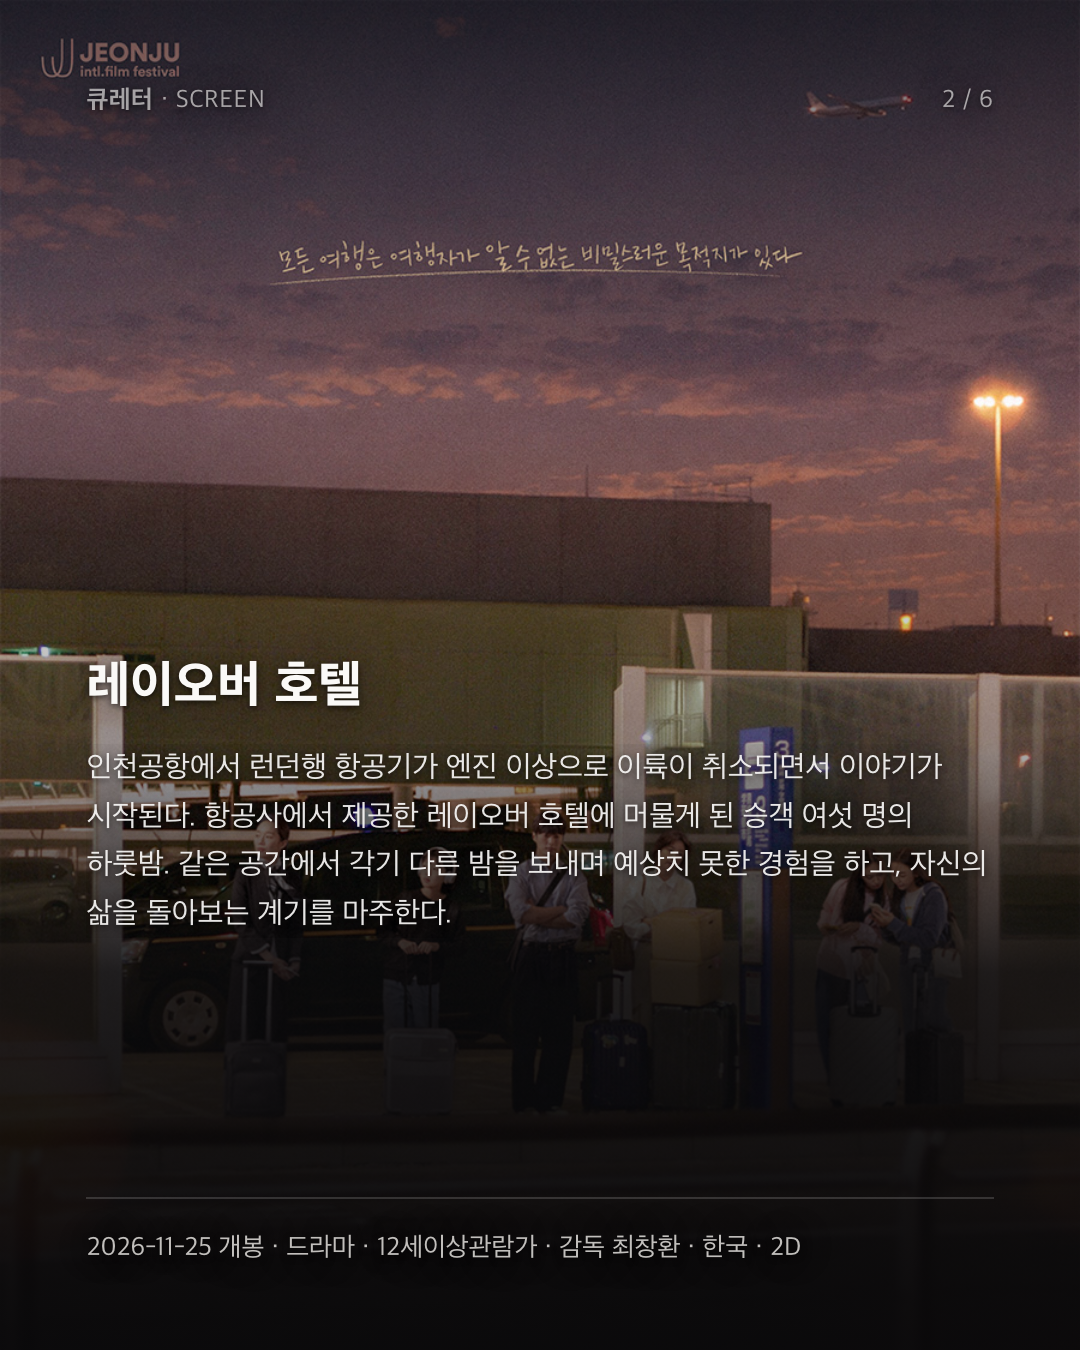 JEONJU
intl.film festival
큐레터 · SCREEN
2 / 6
모든 여행은 여행자가 알 수 없는 비밀스러운 목적지가 있다
레이오버 호텔
인천공항에서 런던행 항공기가 엔진 이상으로 이륙이 취소되면서 이야기가
시작된다. 항공사에서 제공한 레이오버 호텔에 머물게 된 승객 여섯 명의
하룻밤. 같은 공간에서 각기 다른 밤을 보내며 예상치 못한 경험을 하고, 자신의
삶을 돌아보는 계기를 마주한다.
3
2026-11-25 개봉 · 드라마 · 12세이상관람가 · 감독 최창환 · 한국 · 2D